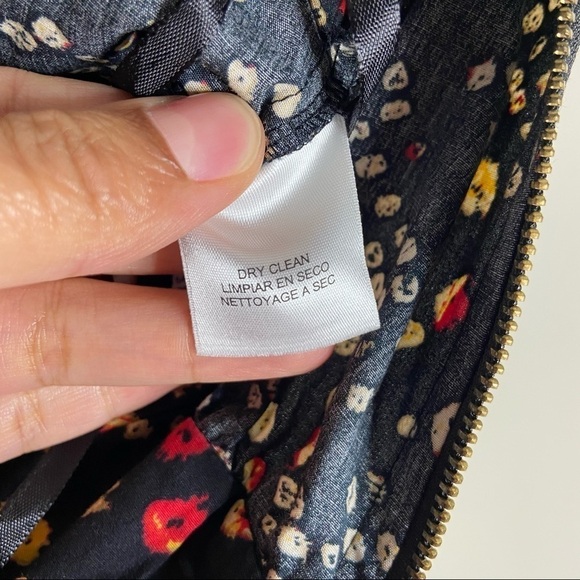 DRY CLEAN
LIMPIAR EN SECO
NETTOYAGE A SEC